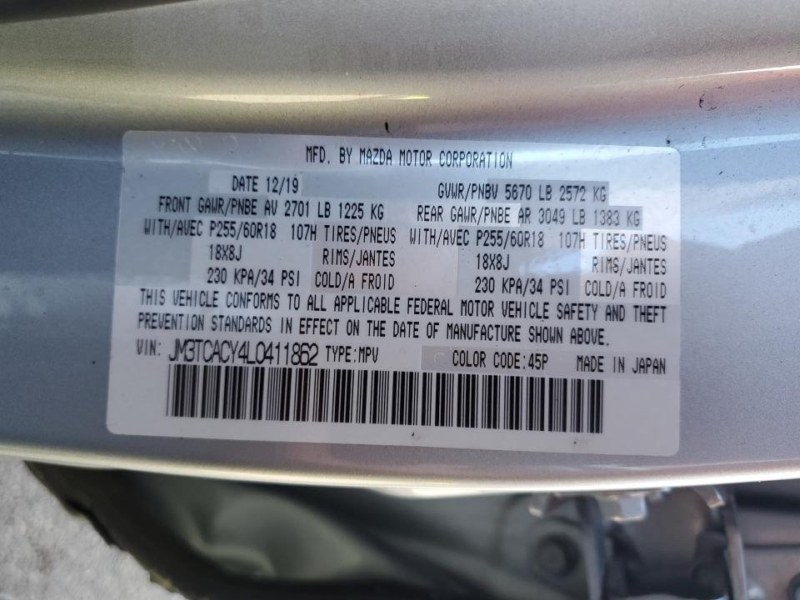 MFD. BY MAZDA MOTOR CORPORATION
DATE 12/19 GVWR/PNBV 5670 LB 2572 KG
FRONT GAWR/PNBE AV 2701 LB 1225 KG REAR GAWR/PNBE AR 3049 LB 1383 KG
WITH/AVEC P255/60R18 107H TIRES/PNEUS WITH/AVEC P255/60R18 107H TIRES/PNEUS
18X8J RIMS/JANTES 18X8J RIMS/JANTES
230 KPA/34 PSI COLD/A FROID 230 KPA/34 PSI COLD/A FROID
THIS VEHICLE CONFORMS TO ALL APPLICABLE FEDERAL MOTOR VEHICLE SAFETY AND THEFT
PREVENTION STANDARDS IN EFFECT ON THE DATE OF MANUFACTURE SHOWN ABOVE.
VIN: JM3TCACY4L0411862 TYPE:MPV COLOR CODE:45P MADE IN JAPAN